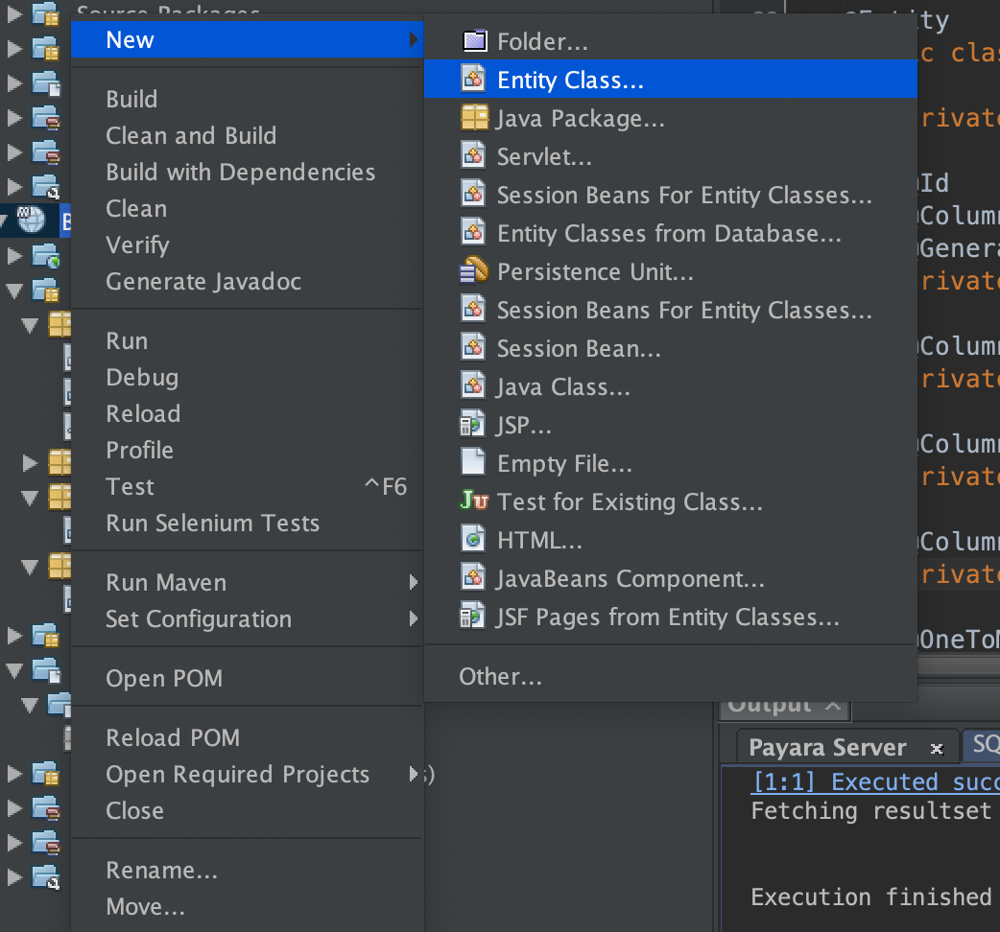 Source Packages
New
Build
Clean and Build
Build with Dependencies
Clean
Verify
Generate Javadoc
Run
Debug
Reload
Profile
Test ^F6
Run Selenium Tests
Run Maven
Set Configuration
Open POM
Reload POM
Open Required Projects
Close
Rename...
Move...
Folder...
Entity Class...
Java Package...
Servlet...
Session Beans For Entity Classes...
Entity Classes from Database...
Persistence Unit...
Session Beans For Entity Classes...
Session Bean...
Java Class...
JSP...
Empty File...
Test for Existing Class...
HTML...
JavaBeans Component...
JSF Pages from Entity Classes...
Other...
ity
c clas
rivate
Id
Column
Genera
rivate
Column
rivate
Column
rivate
Column
rivate
OneToM
Output
Payara Server
SQ
[1:1] Executed succ
Fetching resultset
Execution finished